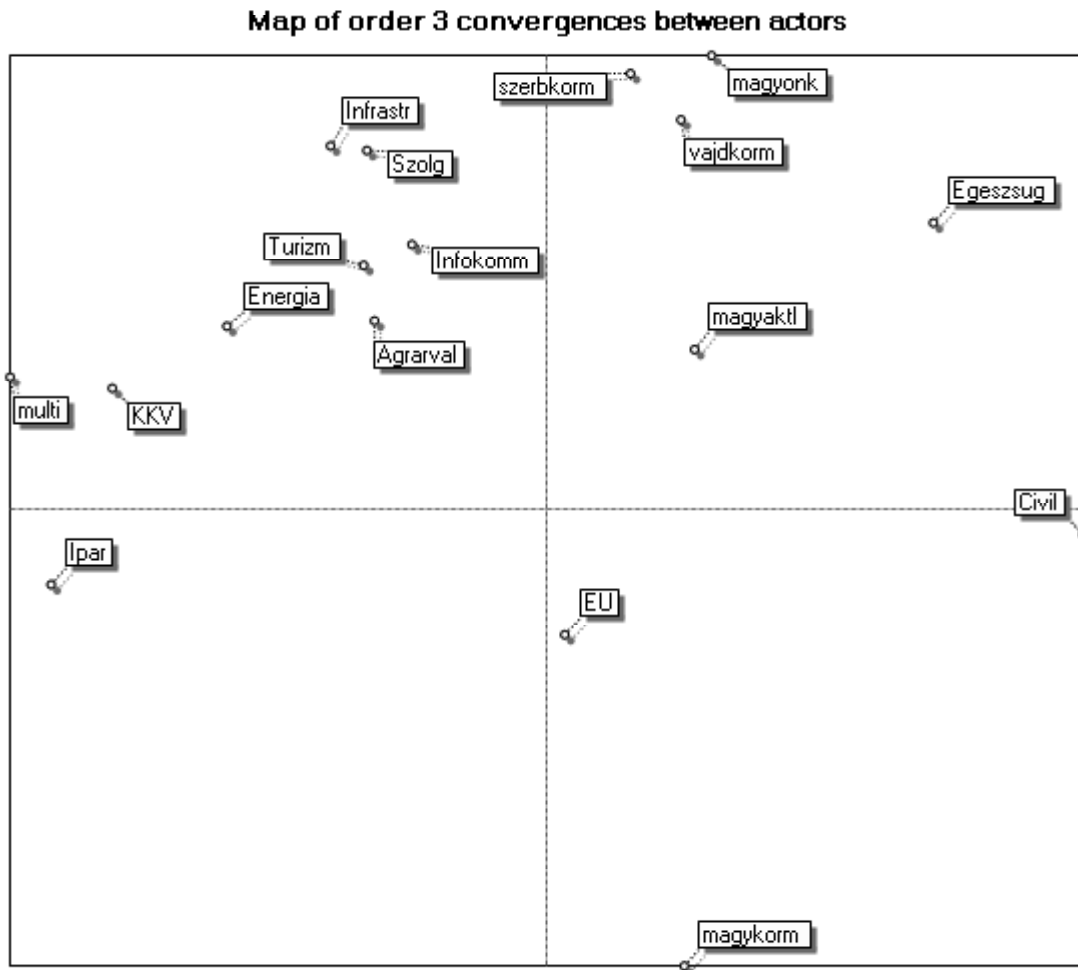 Map of order 3 convergences between actors
magyonk
szerbkorm
Infrastr
vajdkorm
Szolg
Egeszsug
Turizm
Infokomm
Energia
magyaktl
Agrarval
multi
KKV
Civil
Ipar
EU
magykorm